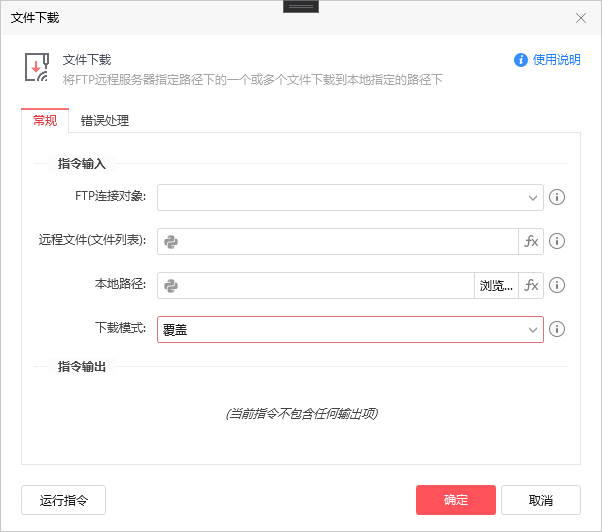 文件下载
文件下载
使用说明
将FTP远程服务器指定路径下的一个或多个文件下载到本地指定的路径下
常规 错误处理
指令输入
FTP连接对象:
远程文件(文件列表): fx
本地路径: 浏览... fx
下载模式: 覆盖
指令输出
(当前指令不包含任何输出项)
运行指令 确定 取消